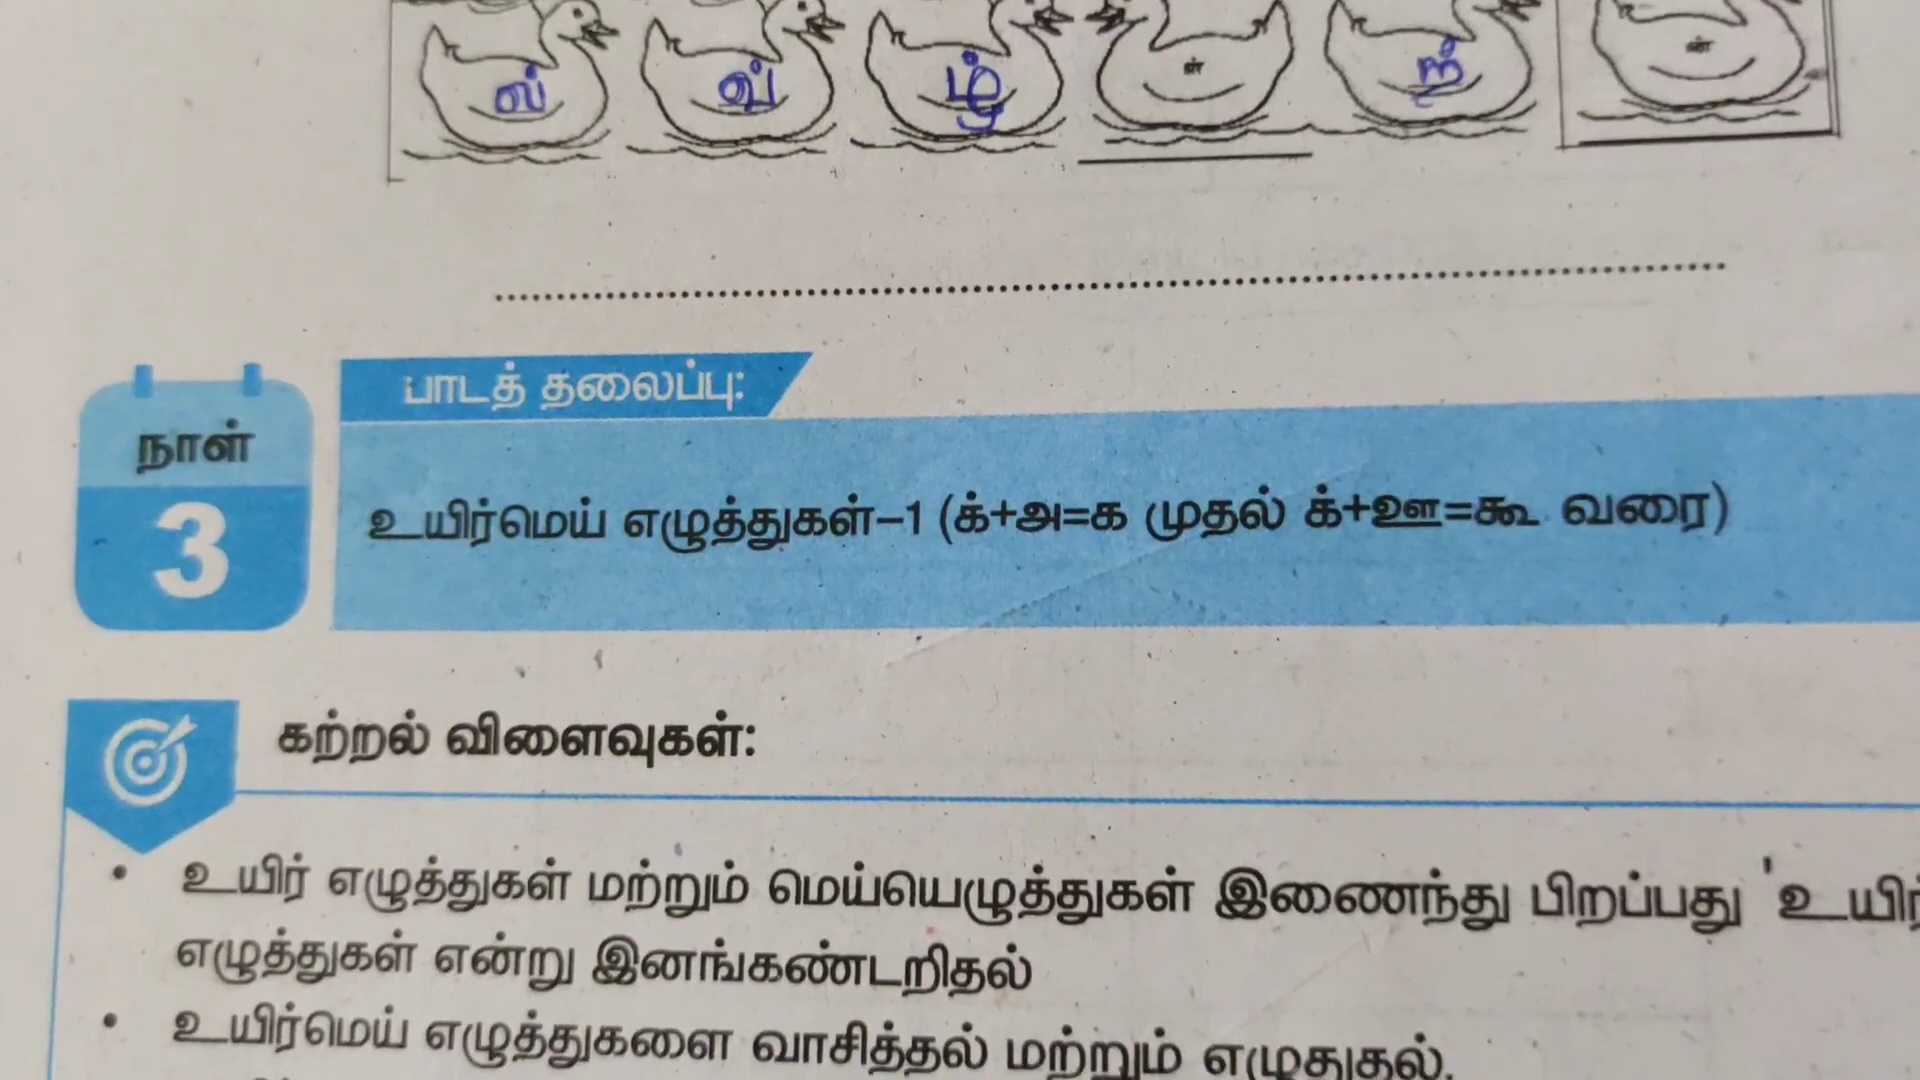 ல் வ் ழ் ள் ற் ன்
பாடத் தலைப்பு:
நாள்
3
உயிர்மெய் எழுத்துகள்–1 (க்+அ=க முதல் க்+ஊ=கூ வரை)
கற்றல் விளைவுகள்:
• உயிர் எழுத்துகள் மற்றும் மெய்யெழுத்துகள் இணைந்து பிறப்பது 'உயிர்
எழுத்துகள் என்று இனங்கண்டறிதல்
• உயிர்மெய் எழுத்துகளை வாசித்தல் மற்றும் எழுதுதல்.